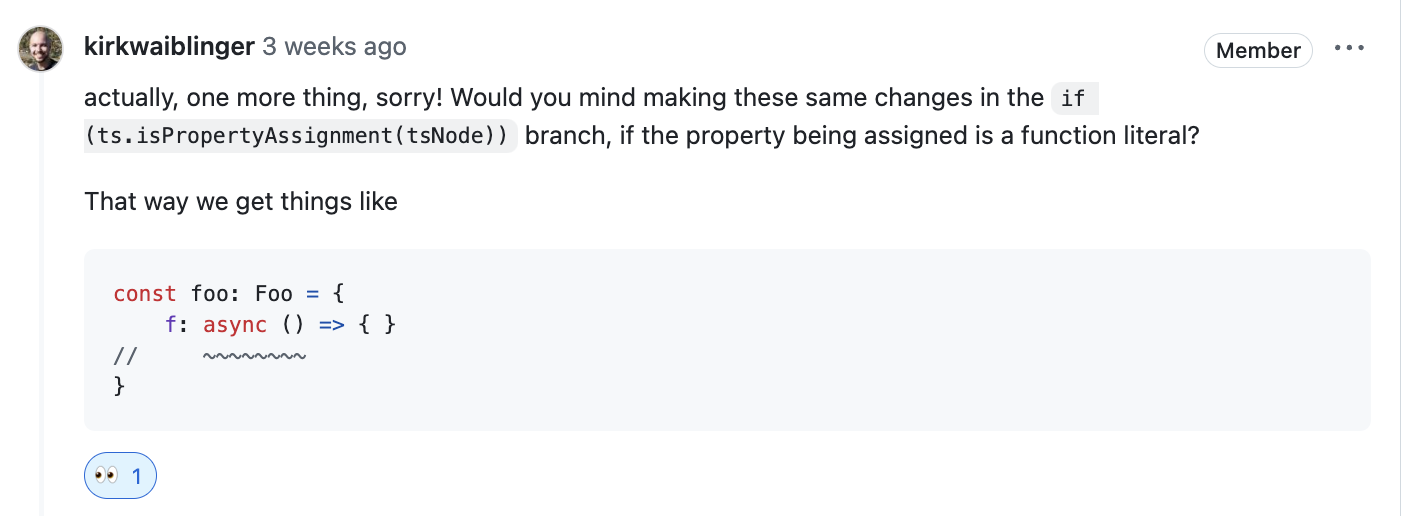 kirkwaiblinger 3 weeks ago
Member
actually, one more thing, sorry! Would you mind making these same changes in the if
(ts.isPropertyAssignment(tsNode)) branch, if the property being assigned is a function literal?
That way we get things like
const foo: Foo = {
    f: async () => { }
//     ~~~~~~~~
}
👀 1